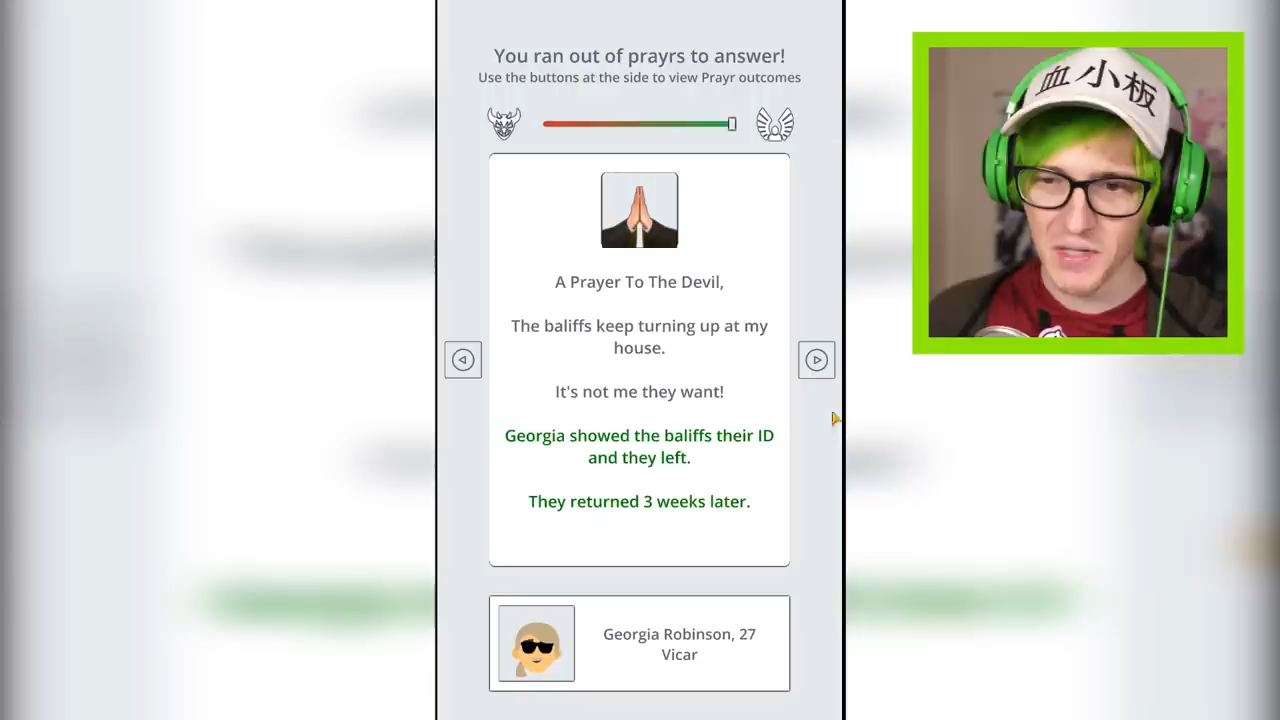 You ran out of prayrs to answer!
Use the buttons at the side to view Prayr outcomes
A Prayer To The Devil,
The baliffs keep turning up at my
house.
It's not me they want!
Georgia showed the baliffs their ID
and they left.
They returned 3 weeks later.
Georgia Robinson, 27
Vicar
血小板